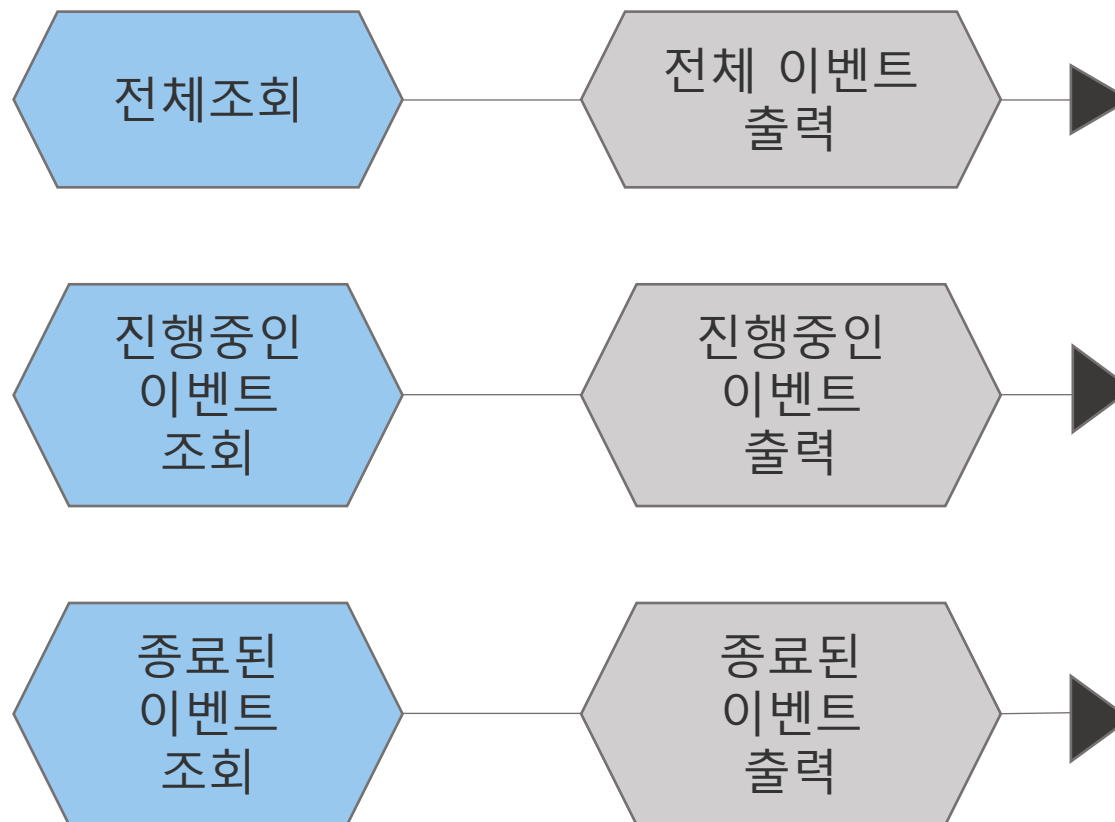 전체조회
전체 이벤트
출력
진행중인
이벤트
조회
진행중인
이벤트
출력
종료된
이벤트
조회
종료된
이벤트
출력